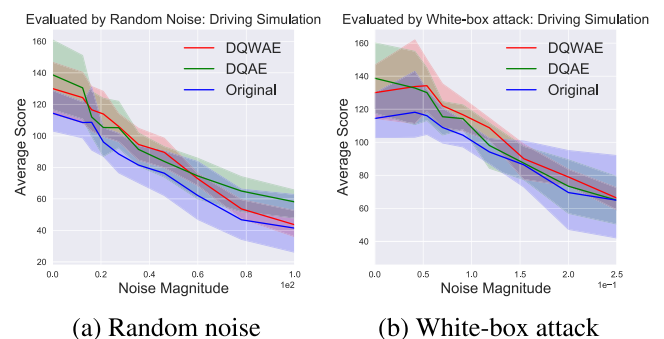 Evaluated by Random Noise: Driving Simulation
160
140
120
100
80
60
40
20
Average Score
DQWAE
DQAE
Original
0.0 0.2 0.4 0.6 0.8 1.0
1e2
Noise Magnitude
(a) Random noise
Evaluated by White-box attack: Driving Simulation
160
140
120
100
80
60
40
Average Score
DQWAE
DQAE
Original
0.0 0.5 1.0 1.5 2.0 2.5
1e−1
Noise Magnitude
(b) White-box attack